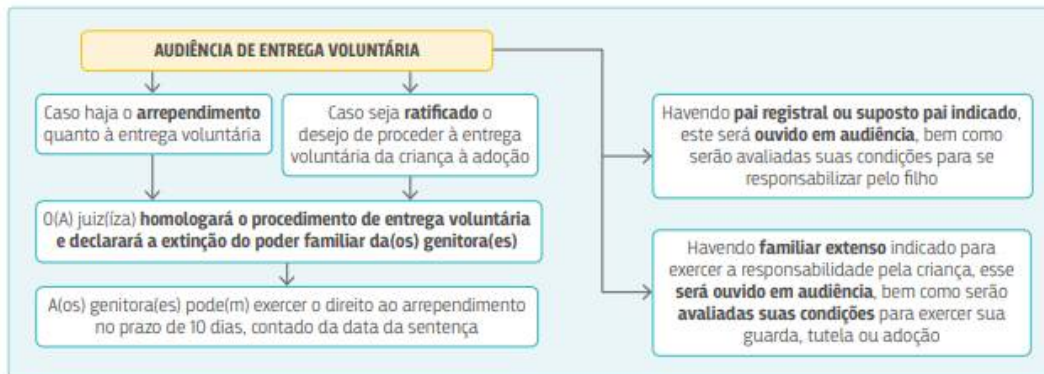 AUDIÊNCIA DE ENTREGA VOLUNTÁRIA
Caso haja o arrependimento
quanto à entrega voluntária
Caso seja ratificado o
desejo de proceder à entrega
voluntária da criança à adoção
O(A) juiz(íza) homologará o procedimento de entrega voluntária
e declarará a extinção do poder familiar da(os) genitora(es)
A(os) genitora(es) pode(m) exercer o direito ao arrependimento
no prazo de 10 dias, contado da data da sentença
Havendo pai registral ou suposto pai indicado,
este será ouvido em audiência, bem como
serão avaliadas suas condições para se
responsabilizar pelo filho
Havendo familiar extenso indicado para
exercer a responsabilidade pela criança, esse
será ouvido em audiência, bem como serão
avaliadas suas condições para exercer sua
guarda, tutela ou adoção